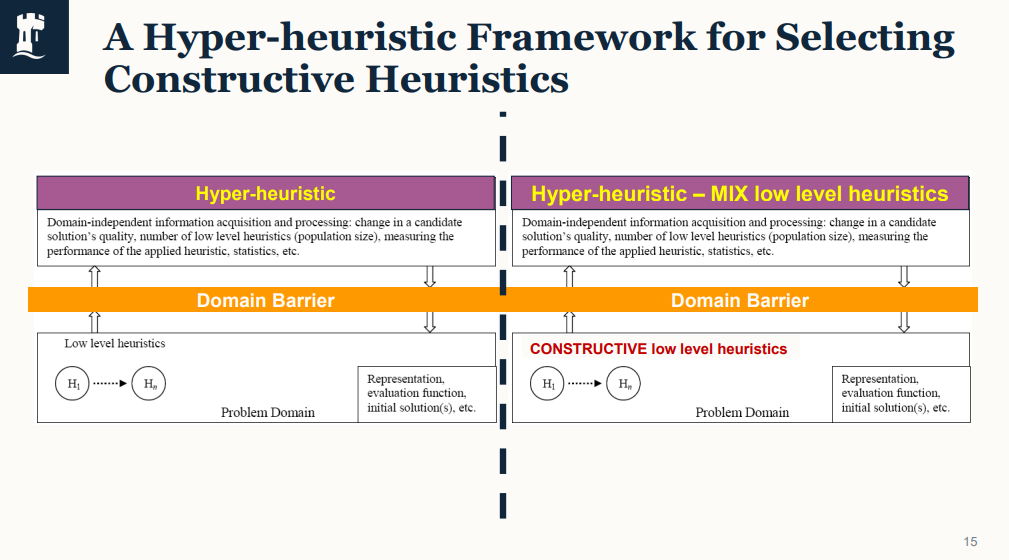 A Hyper-heuristic Framework for Selecting
Constructive Heuristics
Hyper-heuristic
Domain-independent information acquisition and processing: change in a candidate
solution's quality, number of low level heuristics (population size), measuring the
performance of the applied heuristic, statistics, etc.
Domain Barrier
Low level heuristics
H1 Hn
Representation,
evaluation function,
initial solution(s), etc.
Problem Domain
Hyper-heuristic – MIX low level heuristics
Domain-independent information acquisition and processing: change in a candidate
solution's quality, number of low level heuristics (population size), measuring the
performance of the applied heuristic, statistics, etc.
Domain Barrier
CONSTRUCTIVE low level heuristics
H1 Hn
Representation,
evaluation function,
initial solution(s), etc.
Problem Domain
15